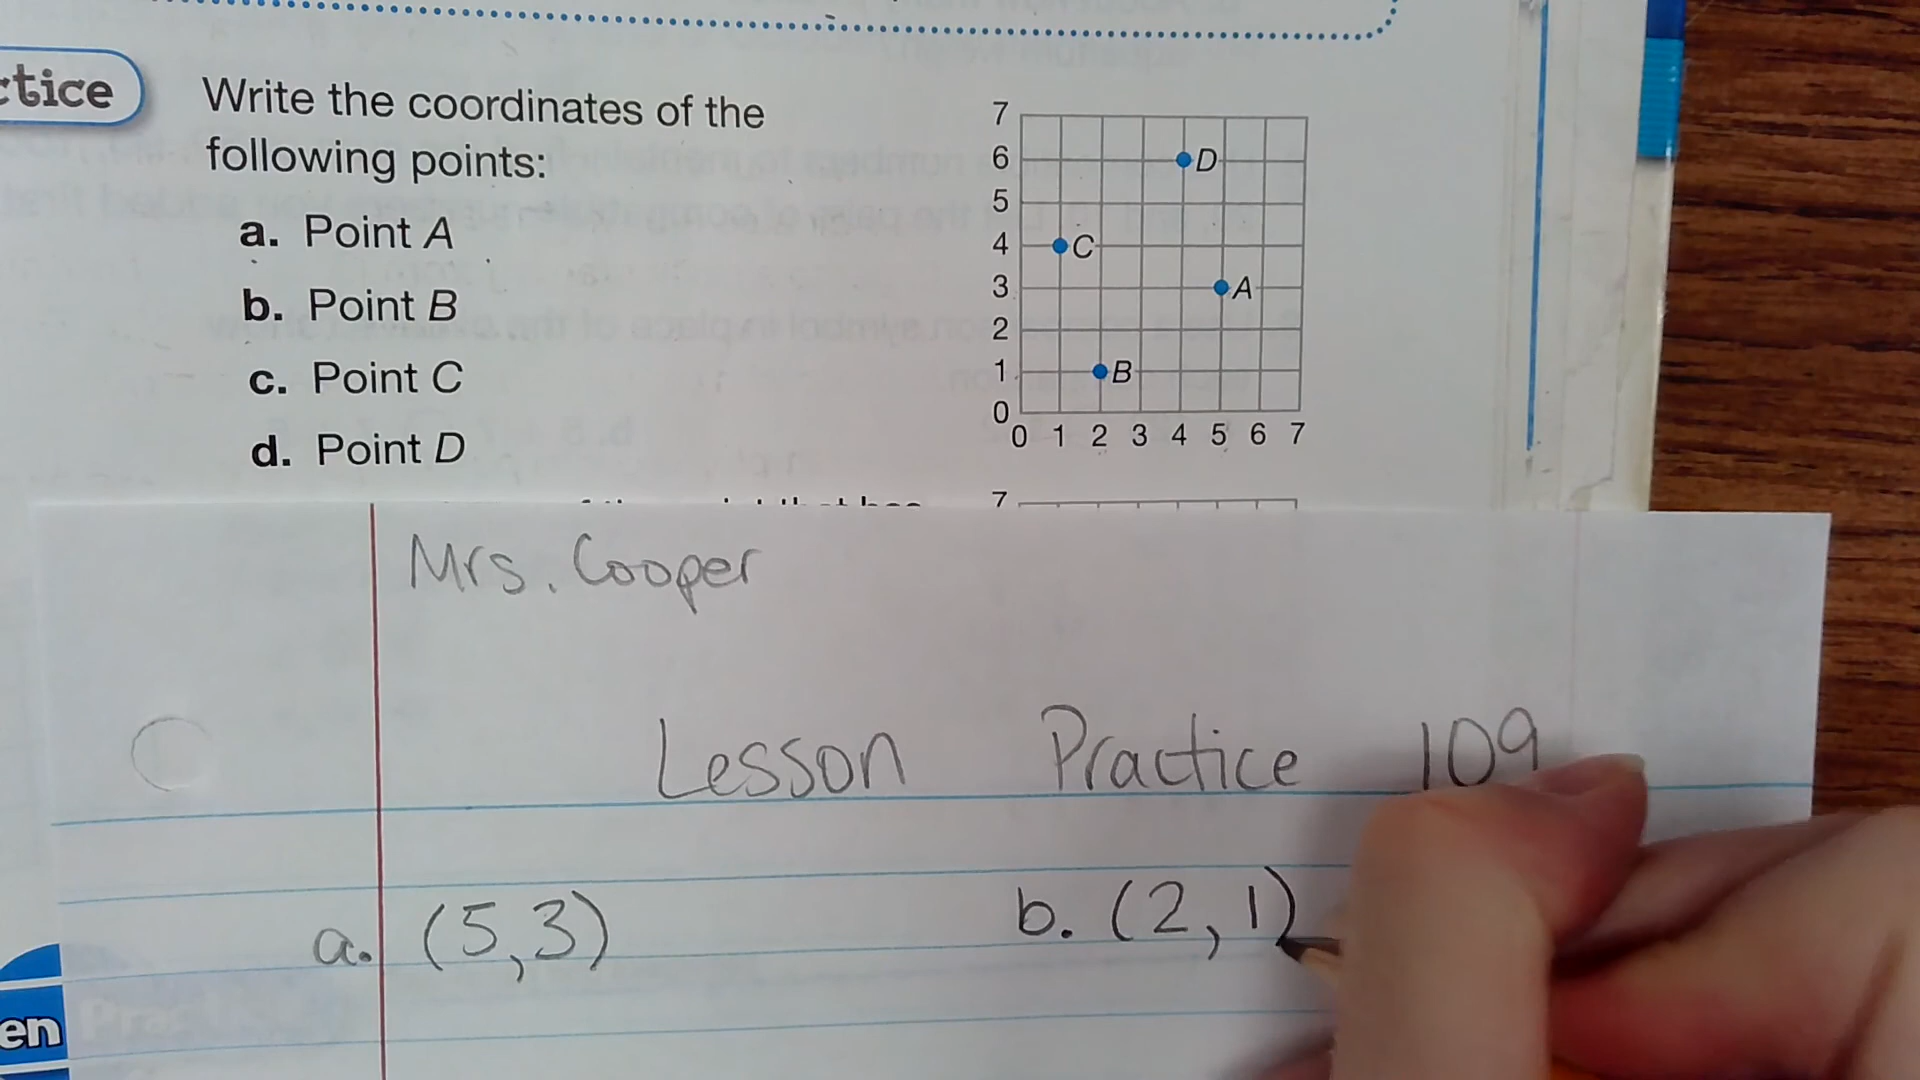 ctice
Write the coordinates of the
following points:
a. Point A
b. Point B
c. Point C
d. Point D
7
6
5
4
3
2
1
0
0 1 2 3 4 5 6 7
D
C
A
B
7
Mrs. Cooper
Lesson Practice 109
a. (5,3)
b. (2,1)
en